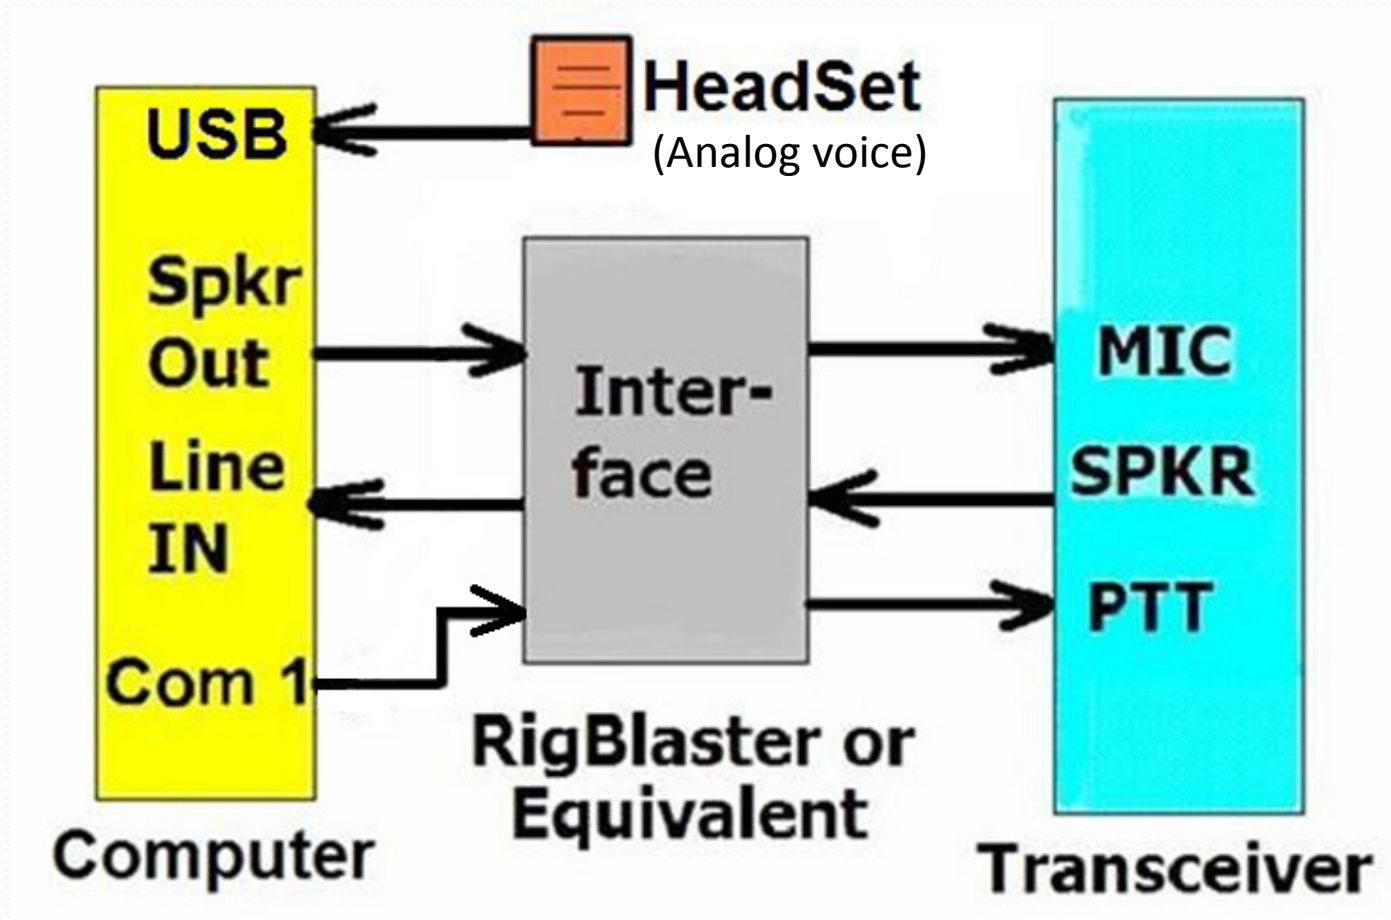 USB
HeadSet
(Analog voice)
Spkr
Out
Line
IN
Com 1
Computer
Inter-
face
RigBlaster or
Equivalent
MIC
SPKR
PTT
Transceiver